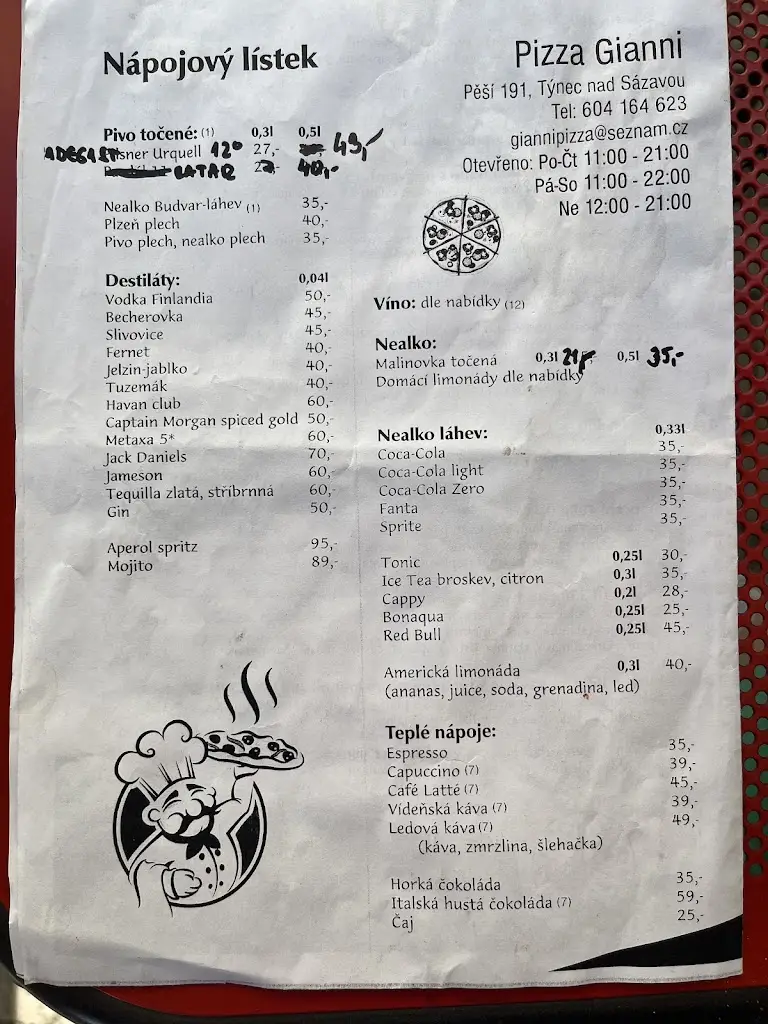 Nápojový lístek
Pizza Gianni
Pěší 191, Týnec nad Sázavou
Tel: 604 164 623
giannipizza@seznam.cz
Otevřeno: Po-Čt 11:00 - 21:00
Pá-So 11:00 - 22:00
Ne 12:00 - 21:00
Pivo točené: (1) 0,3l 0,5l
Urquell 12° 27,- 49,-
40,-
Nealko Budvar-láhev (1) 35,-
Plzeň plech 40,-
Pivo plech, nealko plech 35,-
Destiláty: 0,04l
Vodka Finlandia 50,-
Becherovka 45,-
Slivovice 45,-
Fernet 40,-
Jelzin-jablko 40,-
Tuzemák 40,-
Havan club 60,-
Captain Morgan spiced gold 50,-
Metaxa 5* 60,-
Jack Daniels 70,-
Jameson 60,-
Tequilla zlatá, stříbrnná 60,-
Gin 50,-
Aperol spritz 95,-
Mojito 89,-
Víno: dle nabídky (12)
Nealko:
Malinovka točená 0,3l 21,- 0,5l 35,-
Domácí limonády dle nabídky
Nealko láhev: 0,33l
Coca-Cola 35,-
Coca-Cola light 35,-
Coca-Cola Zero 35,-
Fanta 35,-
Sprite 35,-
Tonic 0,25l 30,-
Ice Tea broskev, citron 0,3l 35,-
Cappy 0,2l 28,-
Bonaqua 0,25l 25,-
Red Bull 0,25l 45,-
Americká limonáda 0,3l 40,-
(ananas, juice, soda, grenadina, led)
Teplé nápoje:
Espresso 35,-
Capuccino (7) 39,-
Café Latté (7) 45,-
Vídeňská káva (7) 39,-
Ledová káva (7) 49,-
(káva, zmrzlina, šlehačka)
Horká čokoláda 35,-
Italská hustá čokoláda (7) 59,-
Čaj 25,-